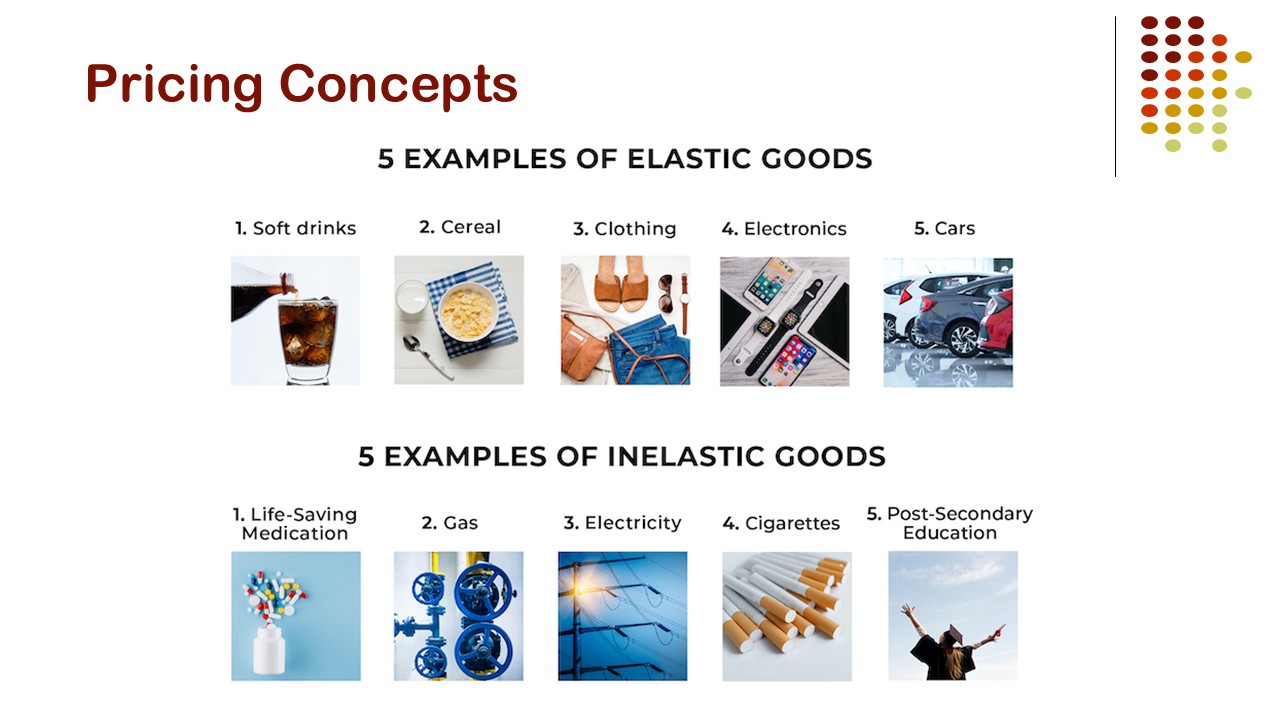 Pricing Concepts
5 EXAMPLES OF ELASTIC GOODS
1. Soft drinks
2. Cereal
3. Clothing
4. Electronics
5. Cars
5 EXAMPLES OF INELASTIC GOODS
1. Life-Saving
Medication
2. Gas
3. Electricity
4. Cigarettes
5. Post-Secondary
Education